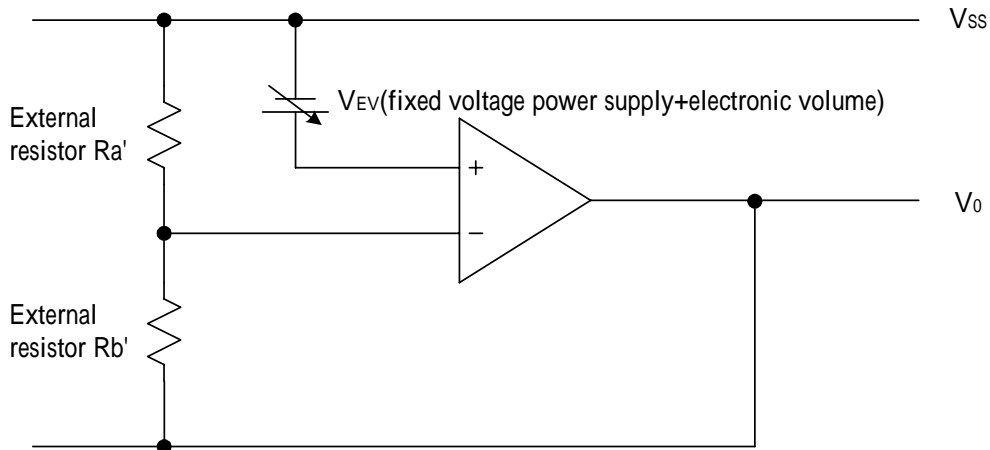 VSS
VEV(fixed voltage power supply+electronic volume)
External
resistor Ra'
+
V0
−
External
resistor Rb'